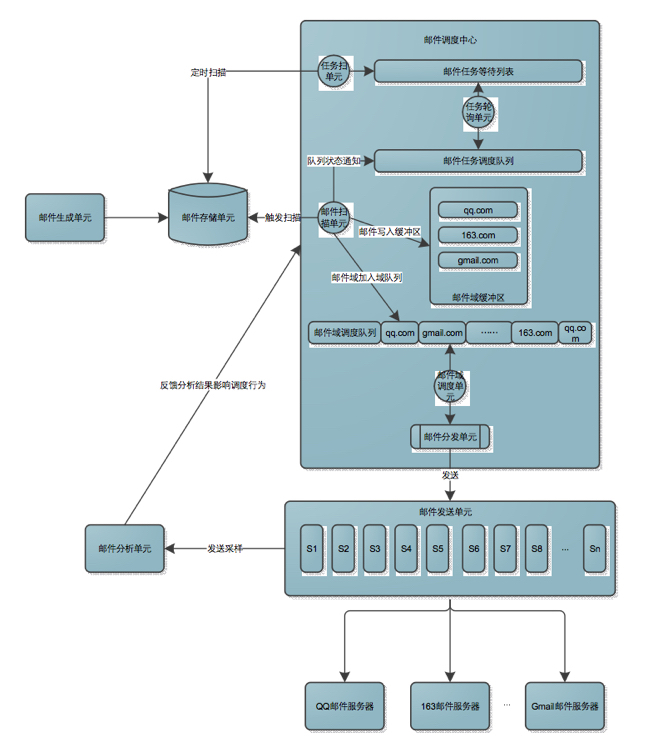 邮件调度中心
定时扫描
任务扫
单元
邮件任务等待列表
任务轮
询单元
队列状态通知
邮件任务调度队列
邮件生成单元
邮件存储单元
触发扫描
邮件扫
描单元
邮件写入缓冲区
qq.com
163.com
gmail.com
邮件域缓冲区
邮件域加入域队列
邮件域调度队列
qq.com
gmail.com
……
163.com
qq.co
m
邮件域
调度单
元
反馈分析结果影响调度行为
邮件分发单元
发送
邮件发送单元
邮件分析单元
发送采样
S1
S2
S3
S4
S5
S6
S7
S8
...
Sn
QQ邮件服务器
163邮件服务器
...
Gmail邮件服务器